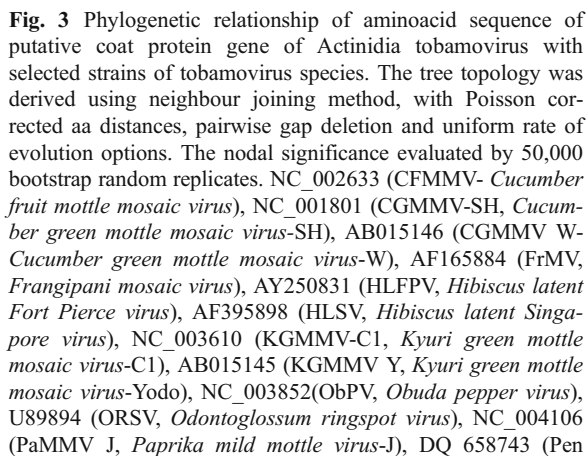 Fig. 3 Phylogenetic relationship of aminoacid sequence of
putative coat protein gene of Actinidia tobamovirus with
selected strains of tobamovirus species. The tree topology was
derived using neighbour joining method, with Poisson cor-
rected aa distances, pairwise gap deletion and uniform rate of
evolution options. The nodal significance evaluated by 50,000
bootstrap random replicates. NC_002633 (CFMMV- Cucumber
fruit mottle mosaic virus), NC_001801 (CGMMV-SH, Cucum-
ber green mottle mosaic virus-SH), AB015146 (CGMMV W-
Cucumber green mottle mosaic virus-W), AF165884 (FrMV,
Frangipani mosaic virus), AY250831 (HLFPV, Hibiscus latent
Fort Pierce virus), AF395898 (HLSV, Hibiscus latent Singa-
pore virus), NC_003610 (KGMMV-C1, Kyuri green mottle
mosaic virus-C1), AB015145 (KGMMV Y, Kyuri green mottle
mosaic virus-Yodo), NC_003852(ObPV, Obuda pepper virus),
U89894 (ORSV, Odontoglossum ringspot virus), NC_004106
(PaMMV J, Paprika mild mottle virus-J), DQ 658743 (Pen